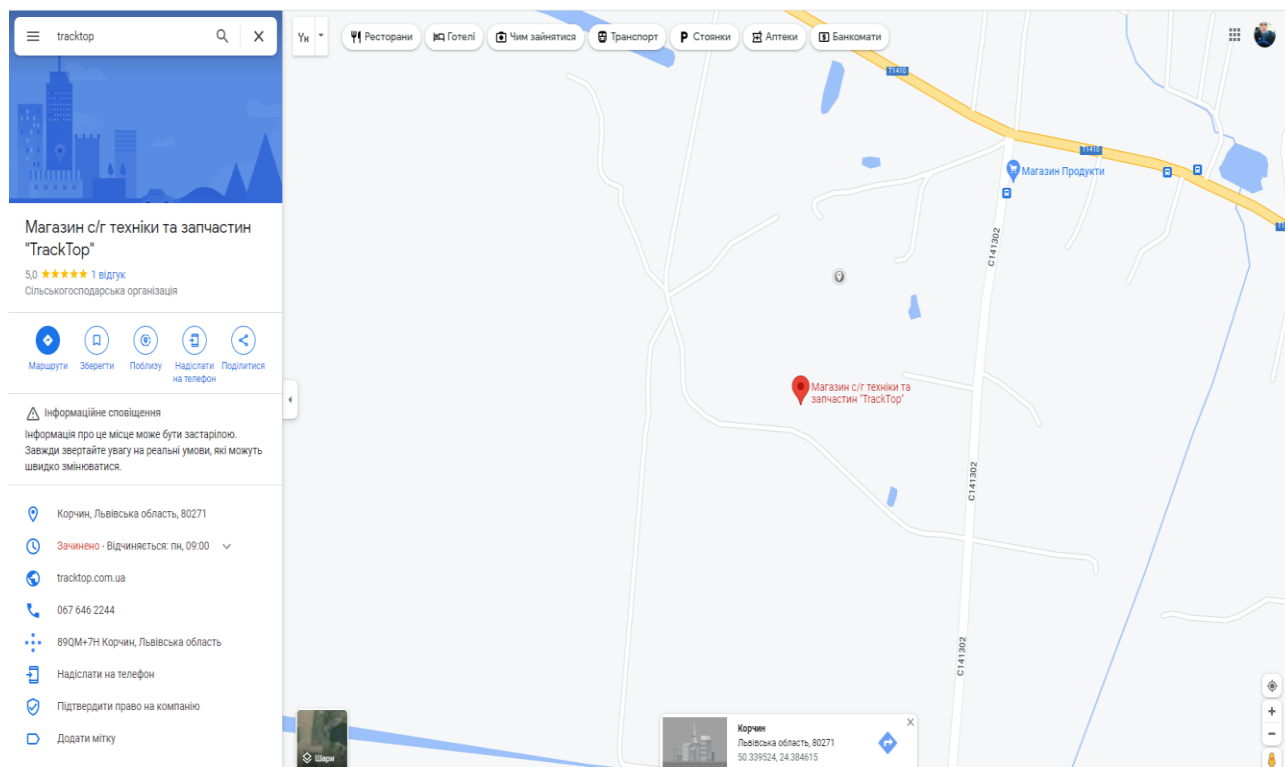 tracktop
Ресторани
Готелі
Чим зайнятися
Транспорт
Стоянки
Аптеки
Банкомати
Магазин с/г техніки та запчастин
"TrackTop"
5,0 ★★★★★ 1 відгук
Сільськогосподарська організація
Маршрути
Зберегти
Поблизу
Надіслати
на телефон
Поділитися
Інформаційне сповіщення
Інформація про це місце може бути застарілою.
Завжди звертайте увагу на реальні умови, які можуть
швидко змінюватися.
Корчин, Львівська область, 80271
Зачинено · Відчиняється: пн, 09:00
tracktop.com.ua
067 646 2244
89QM+7H Корчин, Львівська область
Надіслати на телефон
Підтвердити право на компанію
Додати мітку
T1410
T1410
Магазин Продукти
C141302
Магазин с/г техніки та
запчастин "TrackTop"
C141302
C141302
Шари
Корчин
Львівська область, 80271
50.339524, 24.384615